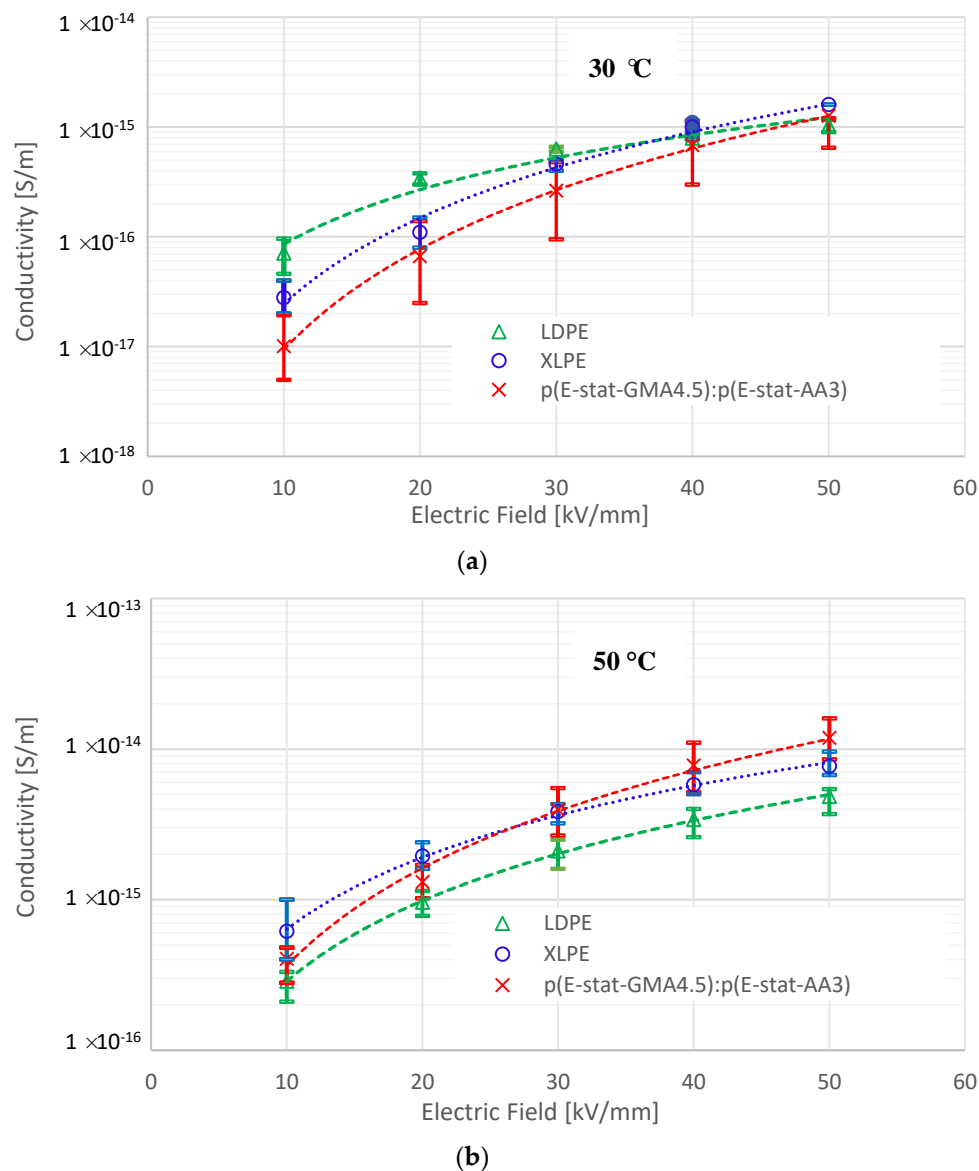 (a)
1 ×10-14
1 ×10-15
1 ×10-16
1 ×10-17
1 ×10-18
Conductivity [S/m]
30 °C
LDPE
XLPE
p(E-stat-GMA4.5):p(E-stat-AA3)
0 10 20 30 40 50 60
Electric Field [kV/mm]
(a)
1 ×10-13
1 ×10-14
1 ×10-15
1 ×10-16
Conductivity [S/m]
50 °C
LDPE
XLPE
p(E-stat-GMA4.5):p(E-stat-AA3)
0 10 20 30 40 50 60
Electric Field [kV/mm]
(b)